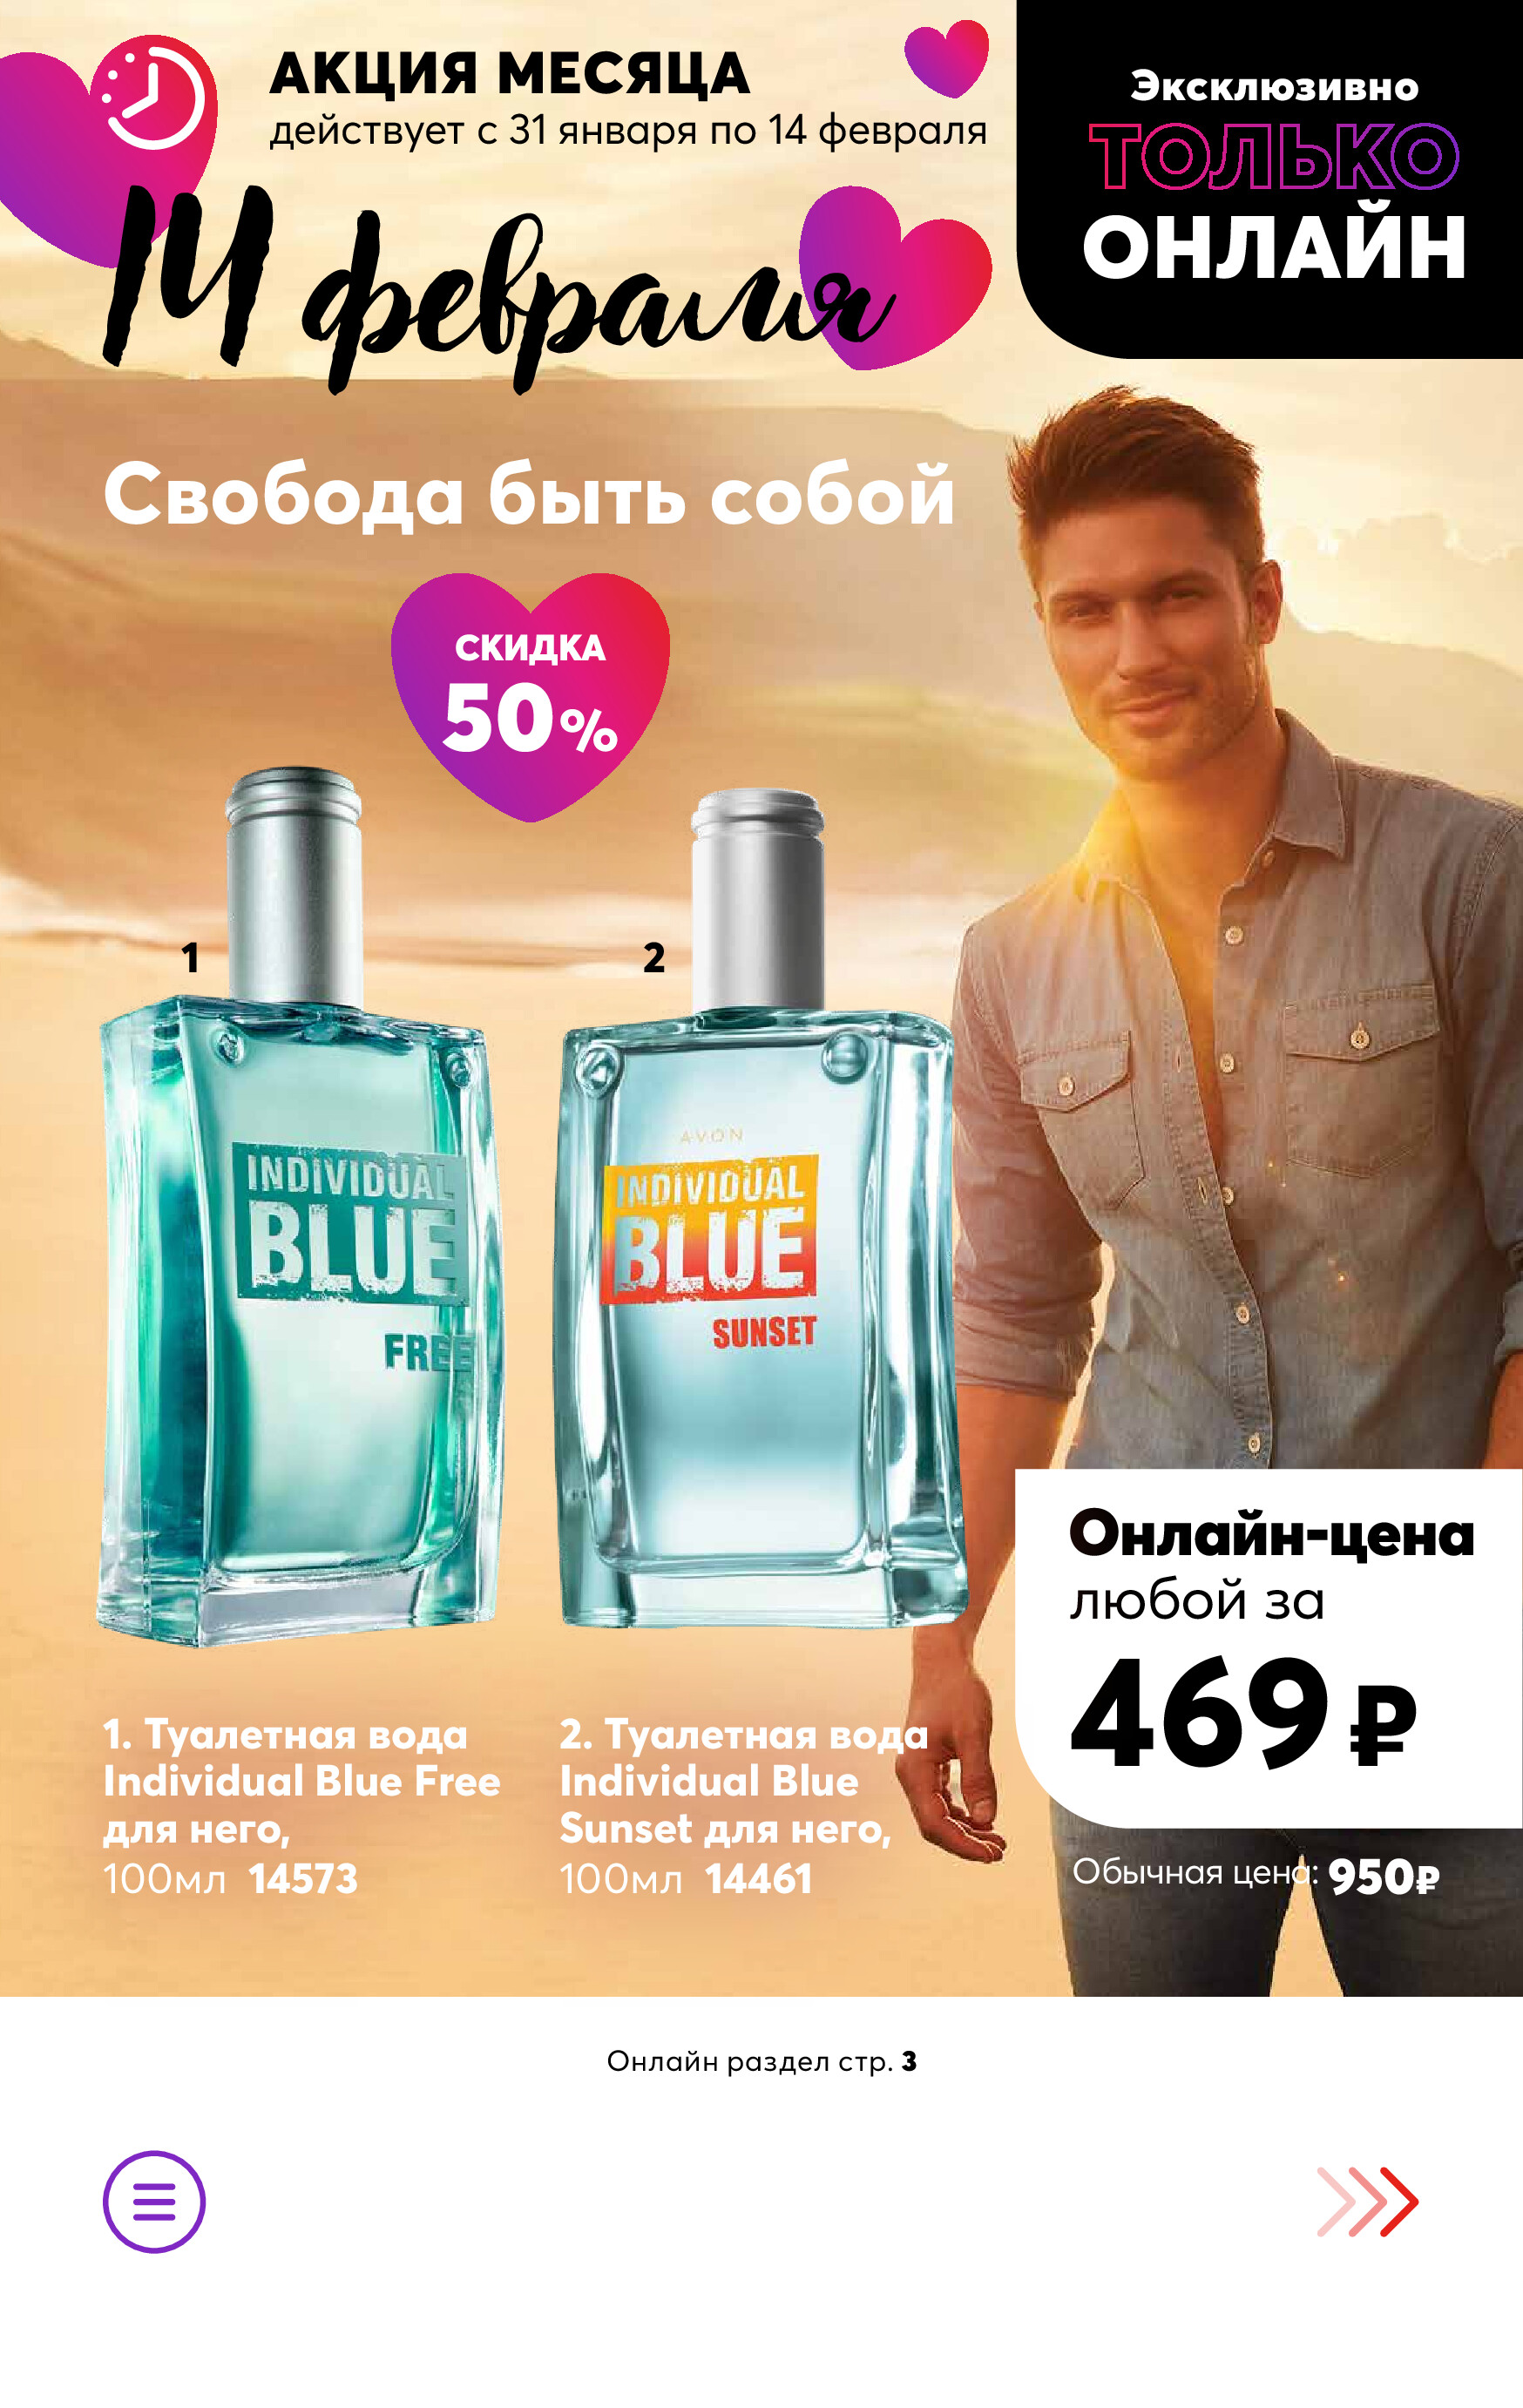 АКЦИЯ МЕСЯЦА
действует с 31 января по 14 февраля
14 февраля
Эксклюзивно
ТОЛЬКО
ОНЛАЙН
Свобода быть собой
СКИДКА
50%
1
2
INDIVIDUAL
BLUE
FREE
AVON
INDIVIDUAL
BLUE
SUNSET
Онлайн-цена
любой за
469 ₽
Обычная цена: 950₽
1. Туалетная вода
Individual Blue Free
для него,
100мл 14573
2. Туалетная вода
Individual Blue
Sunset для него,
100мл 14461
Онлайн раздел стр. 3